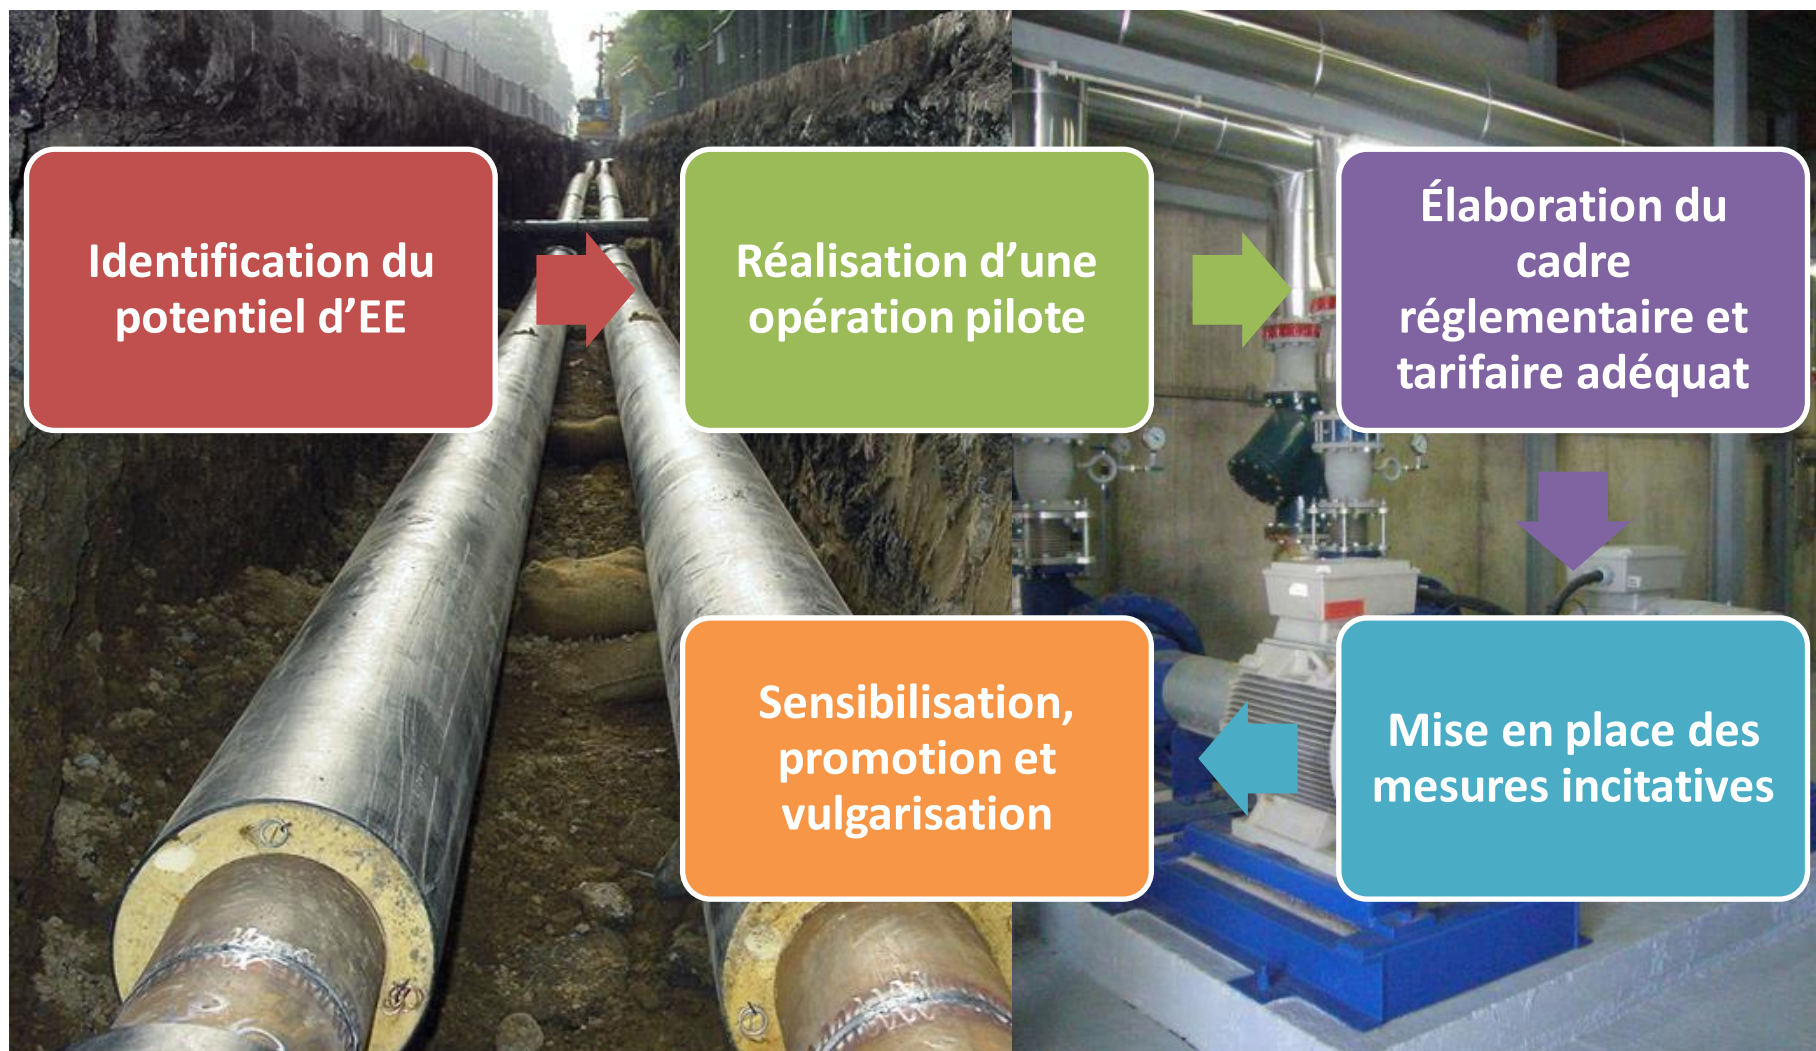 Identification du
potentiel d’EE
Réalisation d’une
opération pilote
Élaboration du
cadre
réglementaire et
tarifaire adéquat
Mise en place des
mesures incitatives
Sensibilisation,
promotion et
vulgarisation